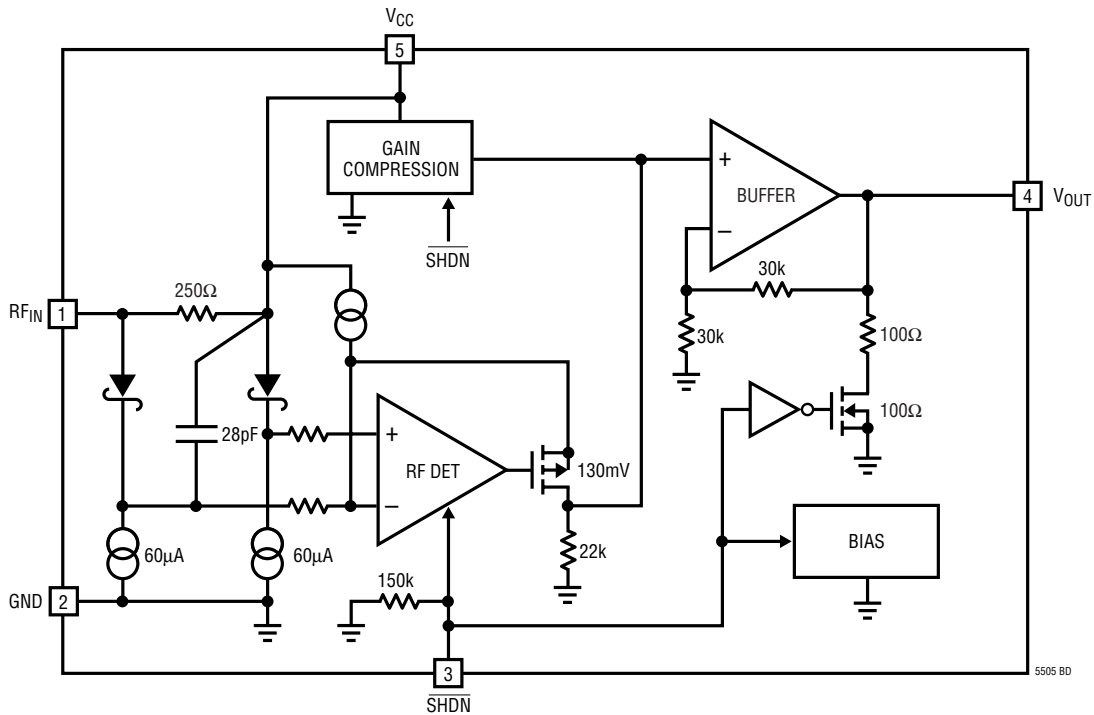 VCC
5
GAIN
COMPRESSION
+
BUFFER
4
VOUT
–
SHDN
30k
250Ω
RFIN
1
30k
100Ω
28pF
+
100Ω
RF DET
130mV
–
60µA
60µA
22k
BIAS
150k
GND
2
3
5505 BD
SHDN